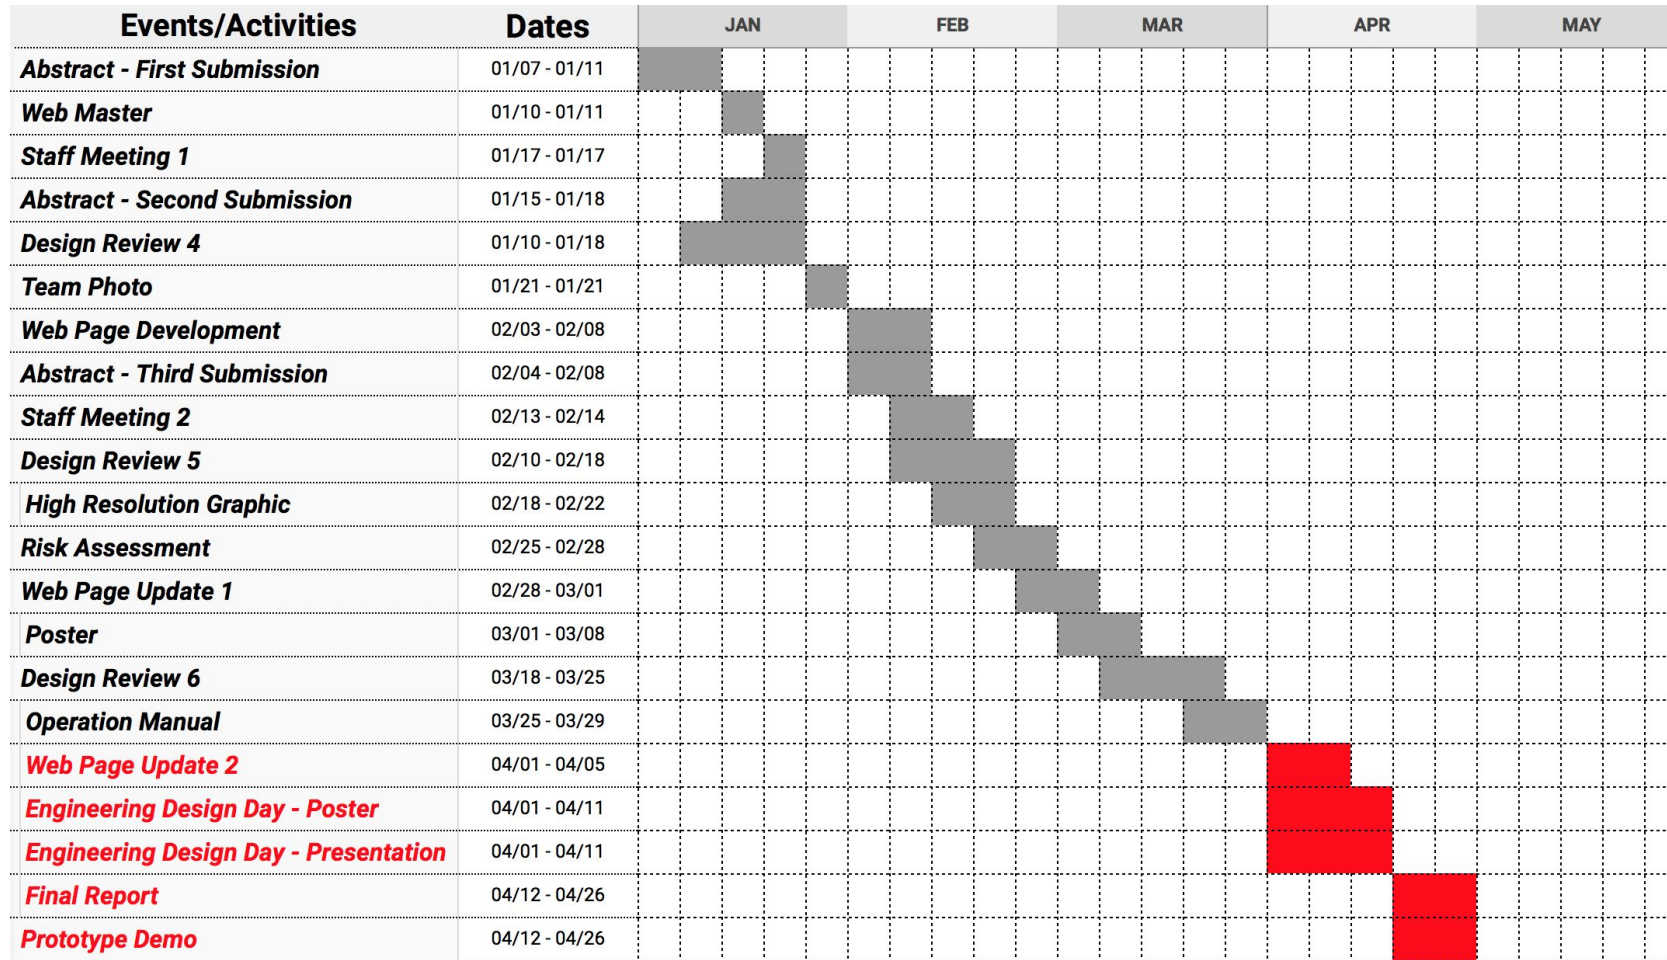 Events/Activities Dates JAN FEB MAR APR MAY
Abstract - First Submission 01/07 - 01/11
Web Master 01/10 - 01/11
Staff Meeting 1 01/17 - 01/17
Abstract - Second Submission 01/15 - 01/18
Design Review 4 01/10 - 01/18
Team Photo 01/21 - 01/21
Web Page Development 02/03 - 02/08
Abstract - Third Submission 02/04 - 02/08
Staff Meeting 2 02/13 - 02/14
Design Review 5 02/10 - 02/18
High Resolution Graphic 02/18 - 02/22
Risk Assessment 02/25 - 02/28
Web Page Update 1 02/28 - 03/01
Poster 03/01 - 03/08
Design Review 6 03/18 - 03/25
Operation Manual 03/25 - 03/29
Web Page Update 2 04/01 - 04/05
Engineering Design Day - Poster 04/01 - 04/11
Engineering Design Day - Presentation 04/01 - 04/11
Final Report 04/12 - 04/26
Prototype Demo 04/12 - 04/26